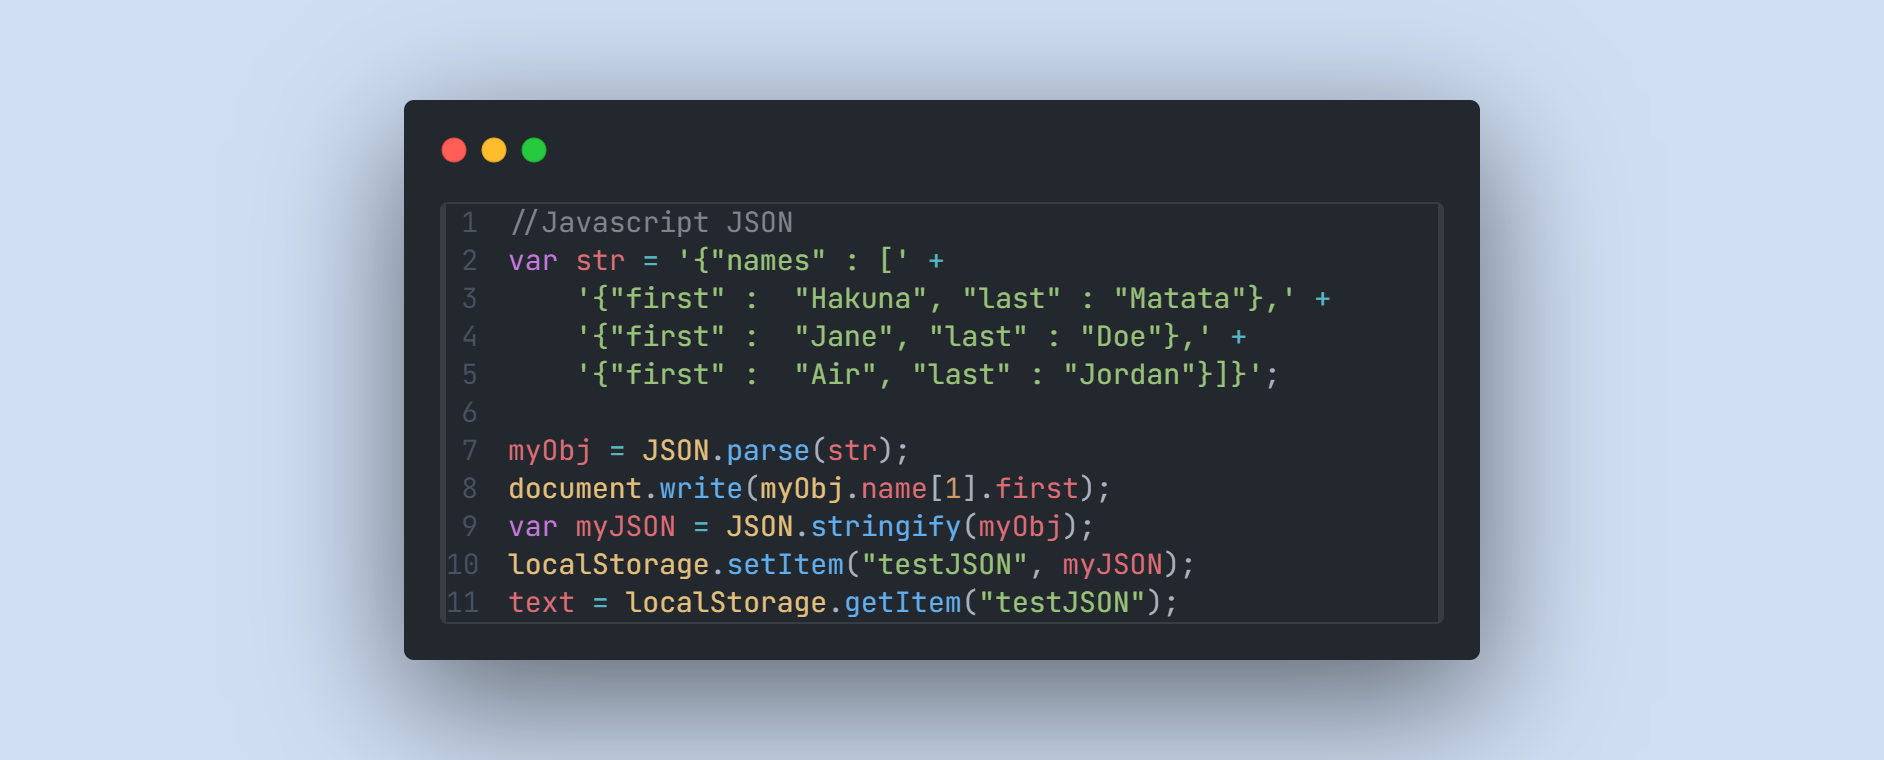 1 //Javascript JSON
2 var str = '{"names" : [' +
3     '{"first" :  "Hakuna", "last" : "Matata"},' +
4     '{"first" :  "Jane", "last" : "Doe"},' +
5     '{"first" :  "Air", "last" : "Jordan"}]}';
6
7 myObj = JSON.parse(str);
8 document.write(myObj.name[1].first);
9 var myJSON = JSON.stringify(myObj);
10 localStorage.setItem("testJSON", myJSON);
11 text = localStorage.getItem("testJSON");